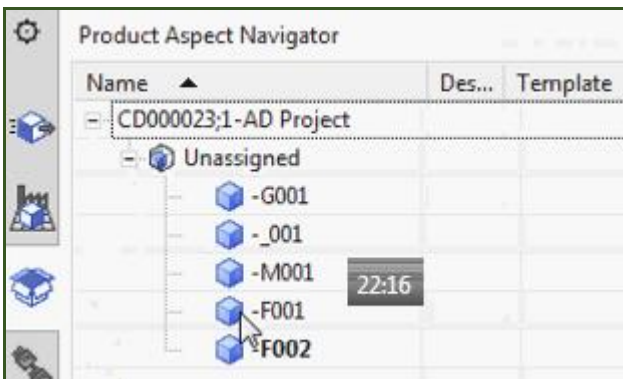 Product Aspect Navigator
Name Des... Template
CD000023;1-AD Project
Unassigned
-G001
-_001
-M001
22:16
-F001
-F002